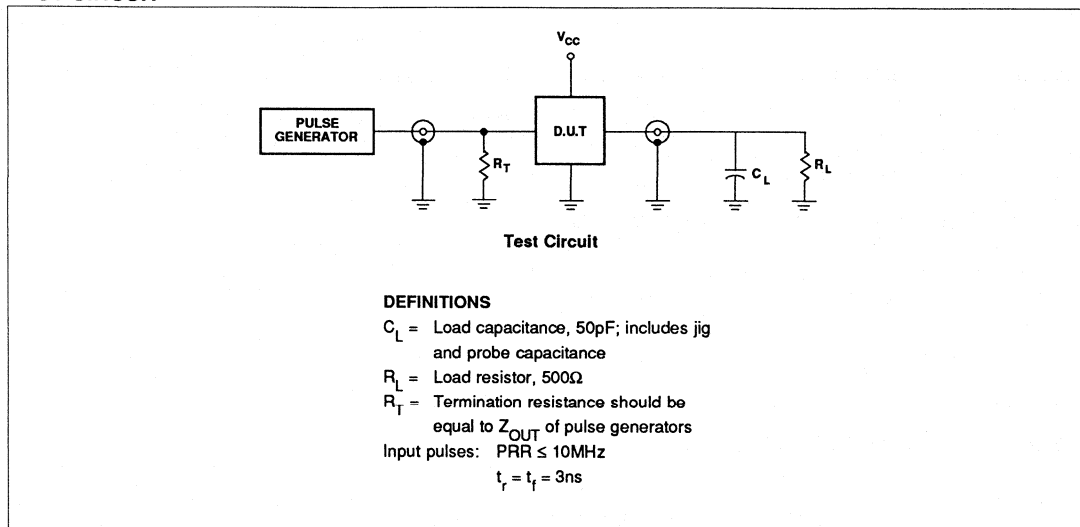 V_CC
PULSE
GENERATOR
D.U.T
R_T
C_L
R_L
Test Circuit
DEFINITIONS
C_L = Load capacitance, 50pF; includes jig
and probe capacitance
R_L = Load resistor, 500Ω
R_T = Termination resistance should be
equal to Z_OUT of pulse generators
Input pulses: PRR ≤ 10MHz
t_r = t_f = 3ns